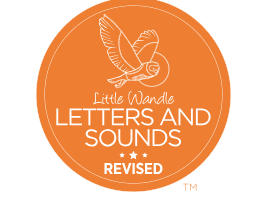 Little Wandle
LETTERS AND
SOUNDS
REVISED
TM